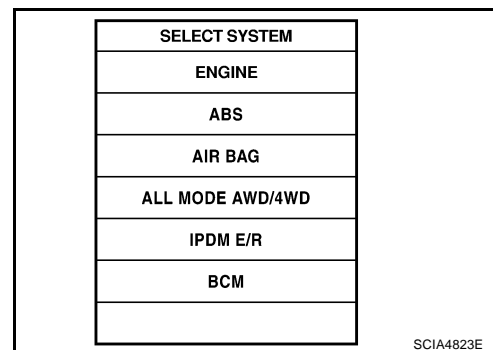 SELECT SYSTEM
ENGINE
ABS
AIR BAG
ALL MODE AWD/4WD
IPDM E/R
BCM
SCIA4823E